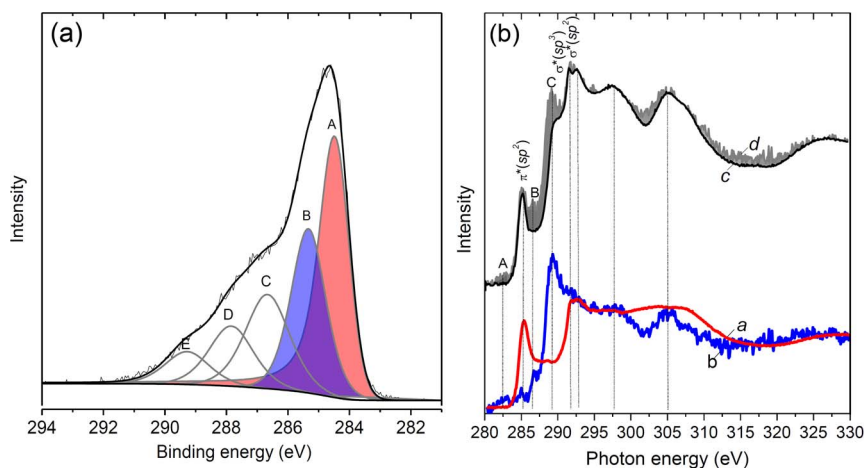 (a)
A
B
C
D
E
Intensity
294 292 290 288 286 284 282
Binding energy (eV)
(b)
A
π*(sp²)
B
C
σ*(sp³)
σ*(sp²)
d
c
a
b
Intensity
280 285 290 295 300 305 310 315 320 325 330
Photon energy (eV)